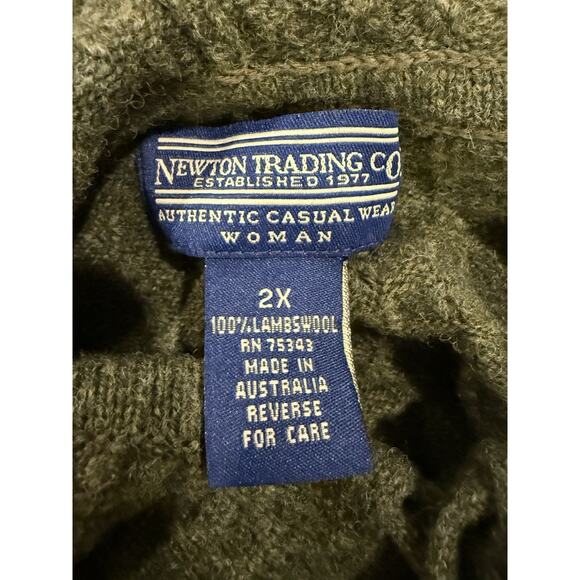 NEWTON TRADING CO.
ESTABLISHED 1977
AUTHENTIC CASUAL WEAR
WOMAN
2X
100% LAMBSWOOL
RN 75343
MADE IN
AUSTRALIA
REVERSE
FOR CARE